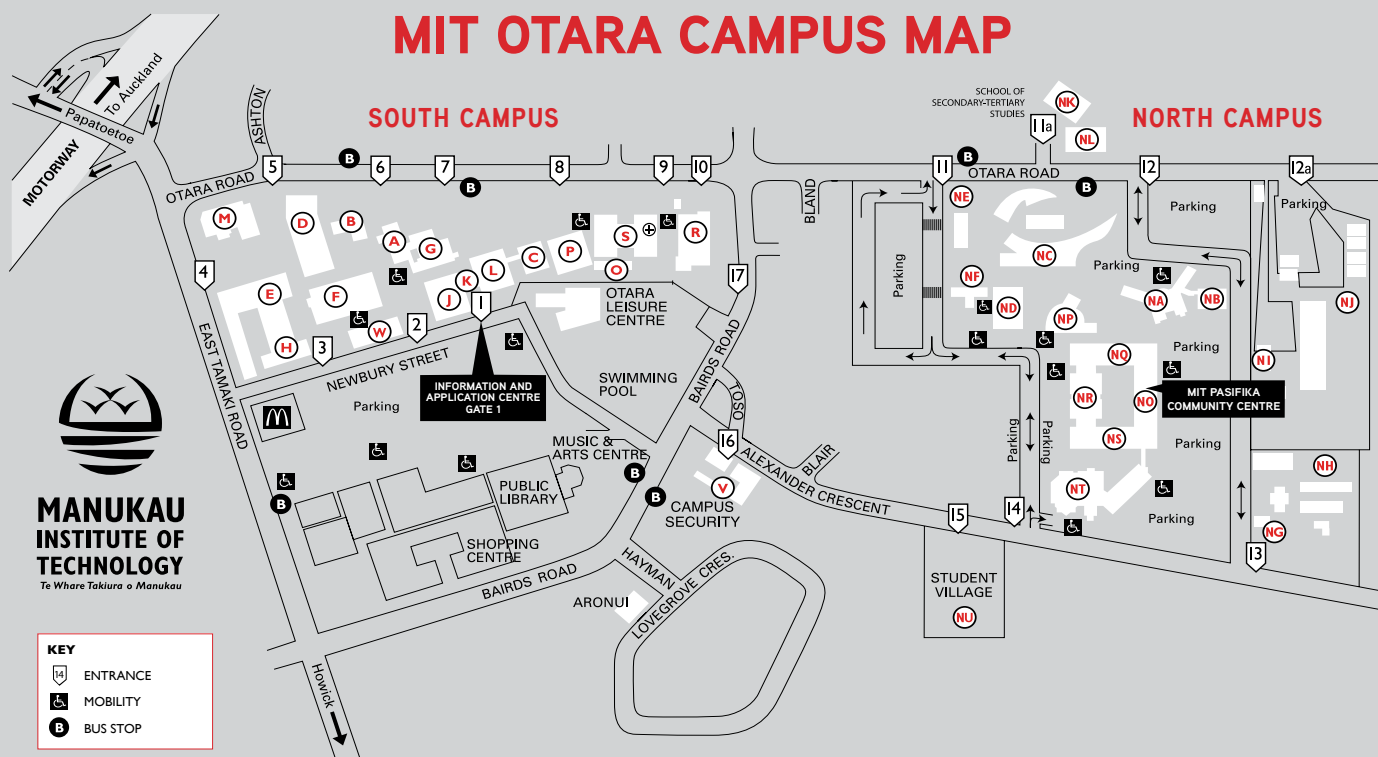 MIT OTARA CAMPUS MAP
SOUTH CAMPUS
NORTH CAMPUS
To Auckland
Papatoetoe
MOTORWAY
ASHTON
OTARA ROAD
SCHOOL OF
SECONDARY-TERTIARY
STUDIES
NK
NL
11a
5
B
6
7
B
8
9
10
11
B
OTARA ROAD
B
12
12a
M
D
B
A
G
K
L
C
P
S
O
R
J
E
F
H
W
4
3
2
1
17
BLAND
NE
NC
NF
ND
NP
NA
NB
NJ
NI
NQ
NR
NO
NS
NT
NH
NG
Parking
Parking
Parking
Parking
Parking
Parking
Parking
Parking
Parking
MIT PASIFIKA
COMMUNITY CENTRE
OTARA
LEISURE
CENTRE
SWIMMING
POOL
BAIRDS ROAD
TOSO
EAST TAMAKI ROAD
NEWBURY STREET
INFORMATION AND
APPLICATION CENTRE
GATE 1
Parking
MUSIC &
ARTS CENTRE
PUBLIC
LIBRARY
SHOPPING
CENTRE
B
B
B
16
V
CAMPUS
SECURITY
BLAIR
ALEXANDER CRESCENT
15
14
13
STUDENT
VILLAGE
NU
BAIRDS ROAD
HAYMAN
ARONUI
LOVEGROVE CRES.
Howick
MANUKAU
INSTITUTE OF
TECHNOLOGY
Te Whare Takiura o Manukau
KEY
14 ENTRANCE
MOBILITY
B BUS STOP